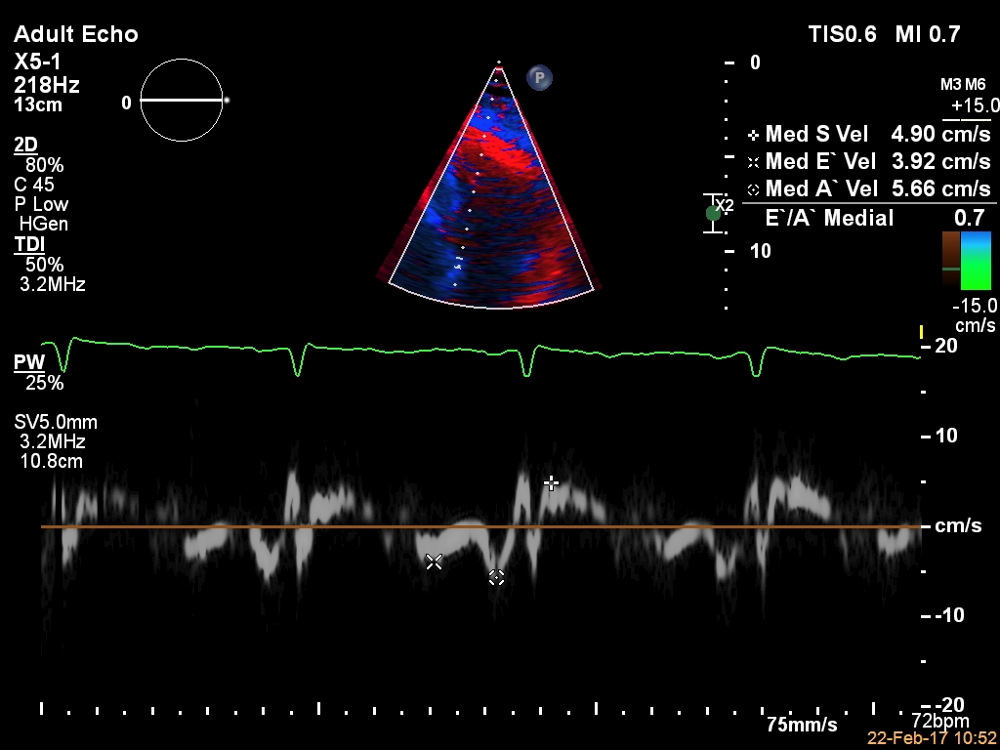 Adult Echo
TIS0.6 MI 0.7
X5-1
218Hz
13cm
0
P
0
M3 M6
+15.0
2D
80%
C 45
P Low
HGen
TDI
50%
3.2MHz
Med S Vel 4.90 cm/s
Med E` Vel 3.92 cm/s
Med A` Vel 5.66 cm/s
E`/A` Medial 0.7
X2
10
-15.0
cm/s
PW
25%
SV5.0mm
3.2MHz
10.8cm
20
10
cm/s
-10
-20
75mm/s
72bpm
22-Feb-17 10:52